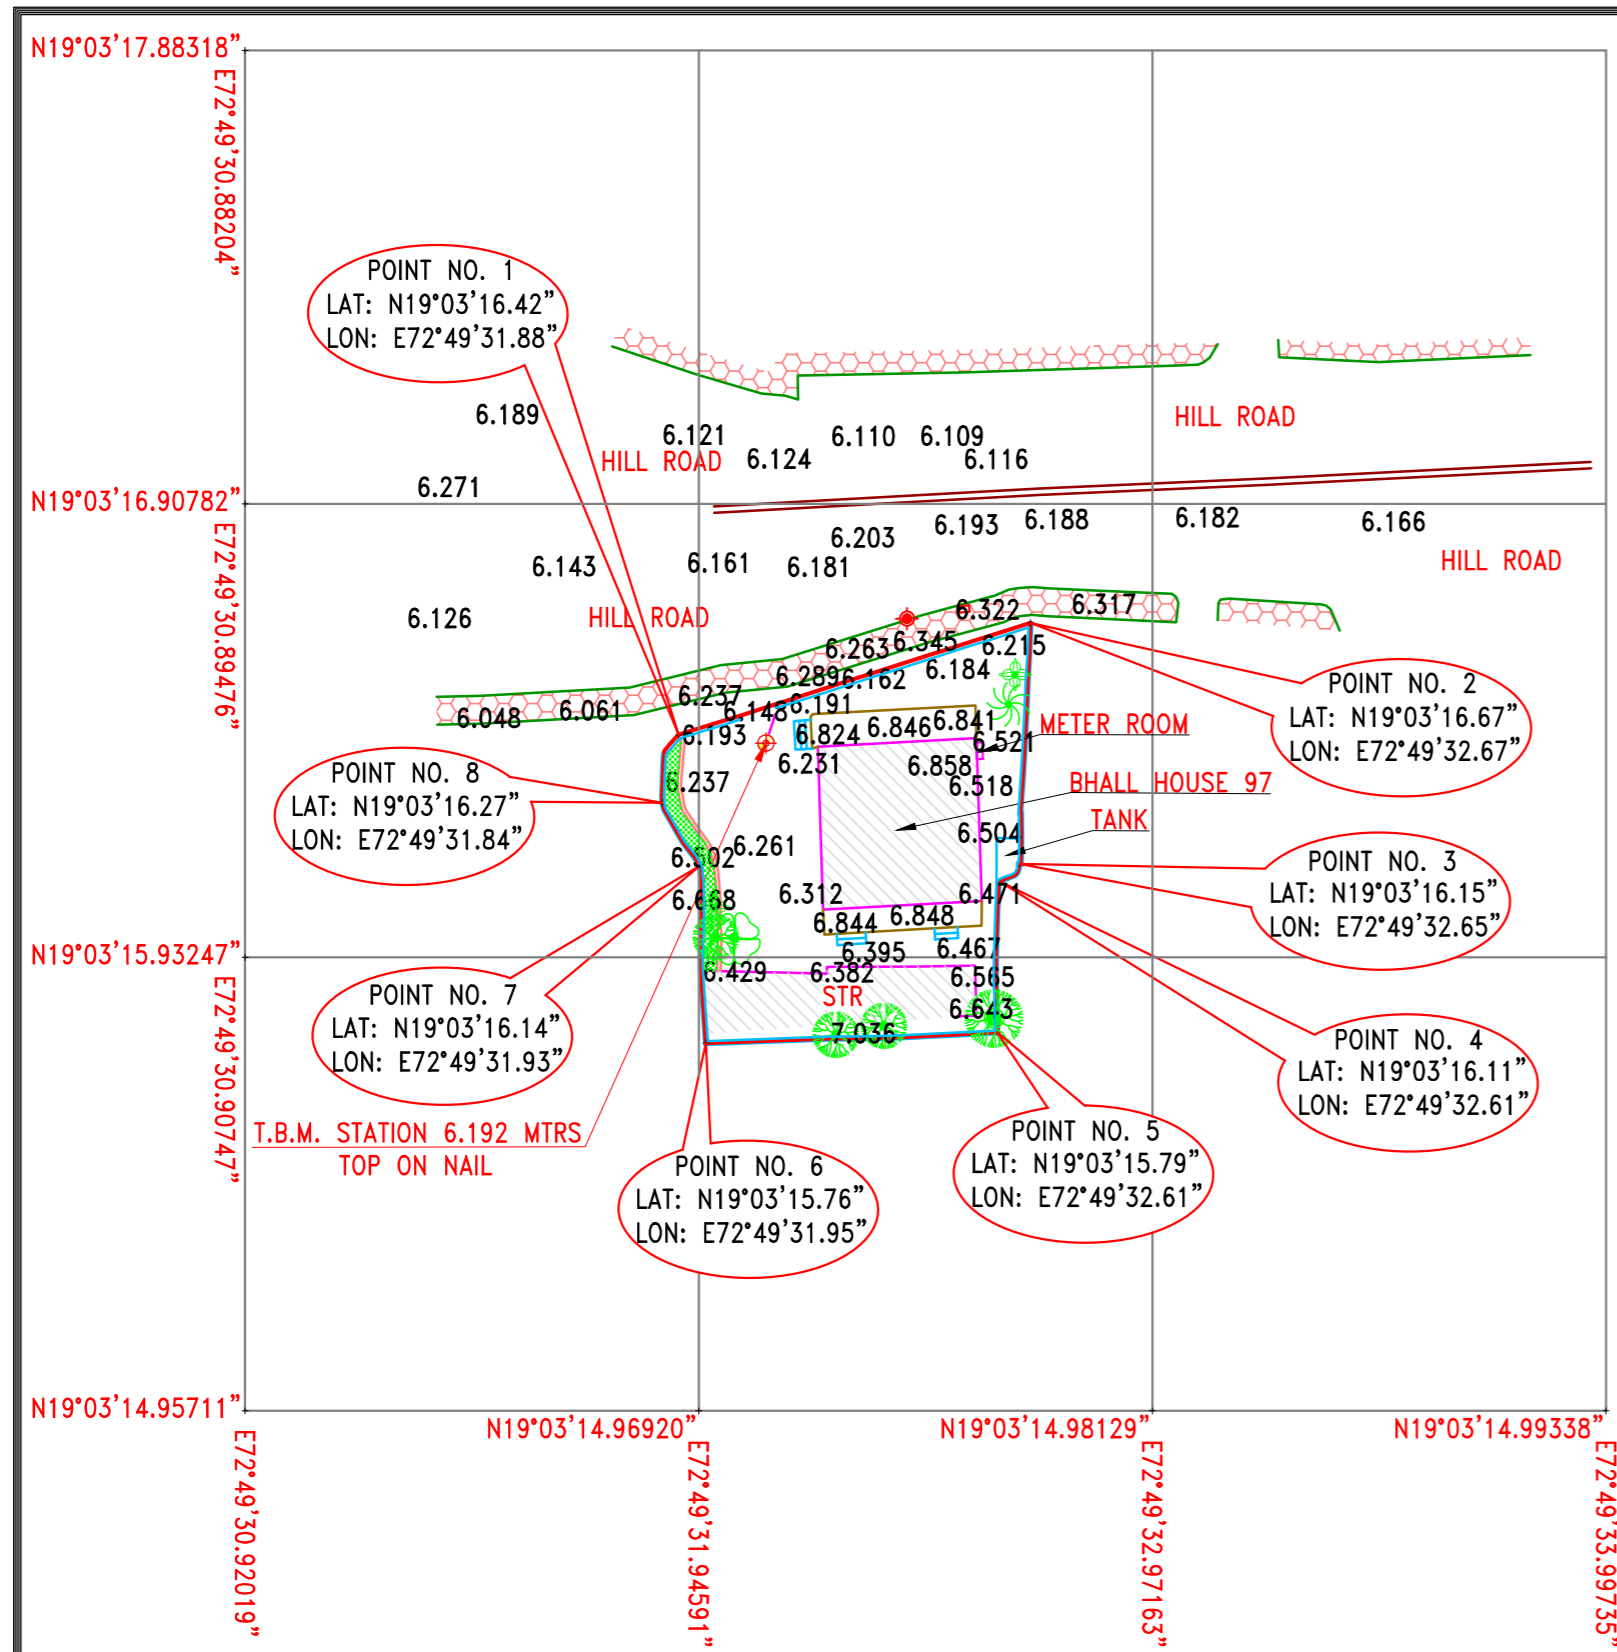 N19°03'17.88318"
E72°49'30.88204"
POINT NO. 1
LAT: N19°03'16.42"
LON: E72°49'31.88"
6.189
6.121
6.124
6.110
6.109
6.116
HILL ROAD
HILL ROAD
6.271
N19°03'16.90782"
E72°49'30.89476"
6.203
6.193
6.188
6.182
6.166
6.143
6.161
6.181
HILL ROAD
6.126
HILL ROAD
6.322
6.317
6.263
6.345
6.215
6.289
6.162
6.184
6.237
6.148
6.191
6.048
6.061
6.193
6.824
6.846
6.841
6.521
METER ROOM
POINT NO. 2
LAT: N19°03'16.67"
LON: E72°49'32.67"
POINT NO. 8
LAT: N19°03'16.27"
LON: E72°49'31.84"
6.237
6.231
6.858
6.518
BHALL HOUSE 97
TANK
6.504
6.261
6.502
6.668
6.312
6.471
POINT NO. 3
LAT: N19°03'16.15"
LON: E72°49'32.65"
6.844
6.848
6.395
6.467
N19°03'15.93247"
E72°49'30.90747"
6.429
6.382
6.565
STR
6.643
7.036
POINT NO. 7
LAT: N19°03'16.14"
LON: E72°49'31.93"
POINT NO. 4
LAT: N19°03'16.11"
LON: E72°49'32.61"
T.B.M. STATION 6.192 MTRS
TOP ON NAIL
POINT NO. 6
LAT: N19°03'15.76"
LON: E72°49'31.95"
POINT NO. 5
LAT: N19°03'15.79"
LON: E72°49'32.61"
N19°03'14.95711"
N19°03'14.96920"
N19°03'14.98129"
N19°03'14.99338"
E72°49'30.92019"
E72°49'31.94591"
E72°49'32.97163"
E72°49'33.99735"